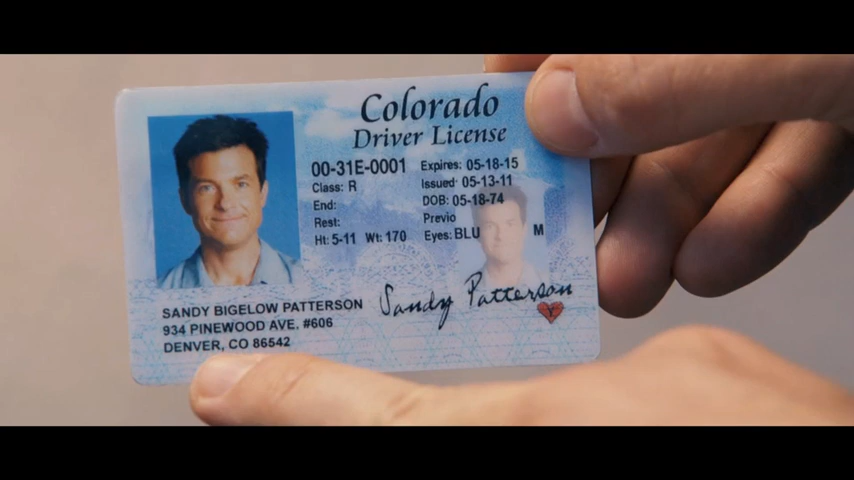 Colorado
Driver License
00-31E-0001
Class: R
End:
Rest:
Ht: 5-11 Wt: 170
Expires: 05-18-15
Issued: 05-13-11
DOB: 05-18-74
Previo
Eyes: BLU M
SANDY BIGELOW PATTERSON
934 PINEWOOD AVE. #606
DENVER, CO 86542
Sandy Patterson
Y